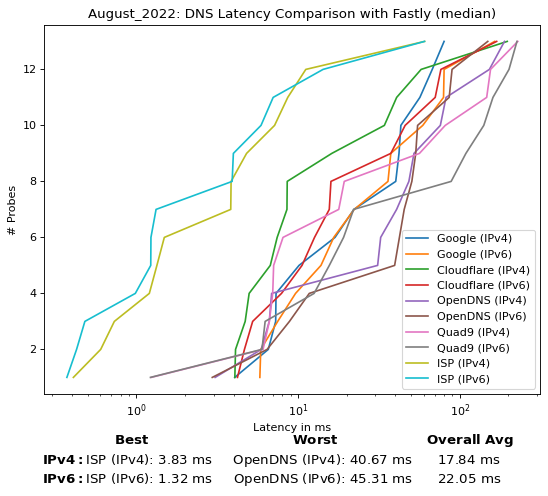 August_2022: DNS Latency Comparison with Fastly (median)
# Probes
12
10
8
6
4
2
10⁰
10¹
10²
Latency in ms
Google (IPv4)
Google (IPv6)
Cloudflare (IPv4)
Cloudflare (IPv6)
OpenDNS (IPv4)
OpenDNS (IPv6)
Quad9 (IPv4)
Quad9 (IPv6)
ISP (IPv4)
ISP (IPv6)
Best Worst Overall Avg
IPv4: ISP (IPv4): 3.83 ms OpenDNS (IPv4): 40.67 ms 17.84 ms
IPv6: ISP (IPv6): 1.32 ms OpenDNS (IPv6): 45.31 ms 22.05 ms